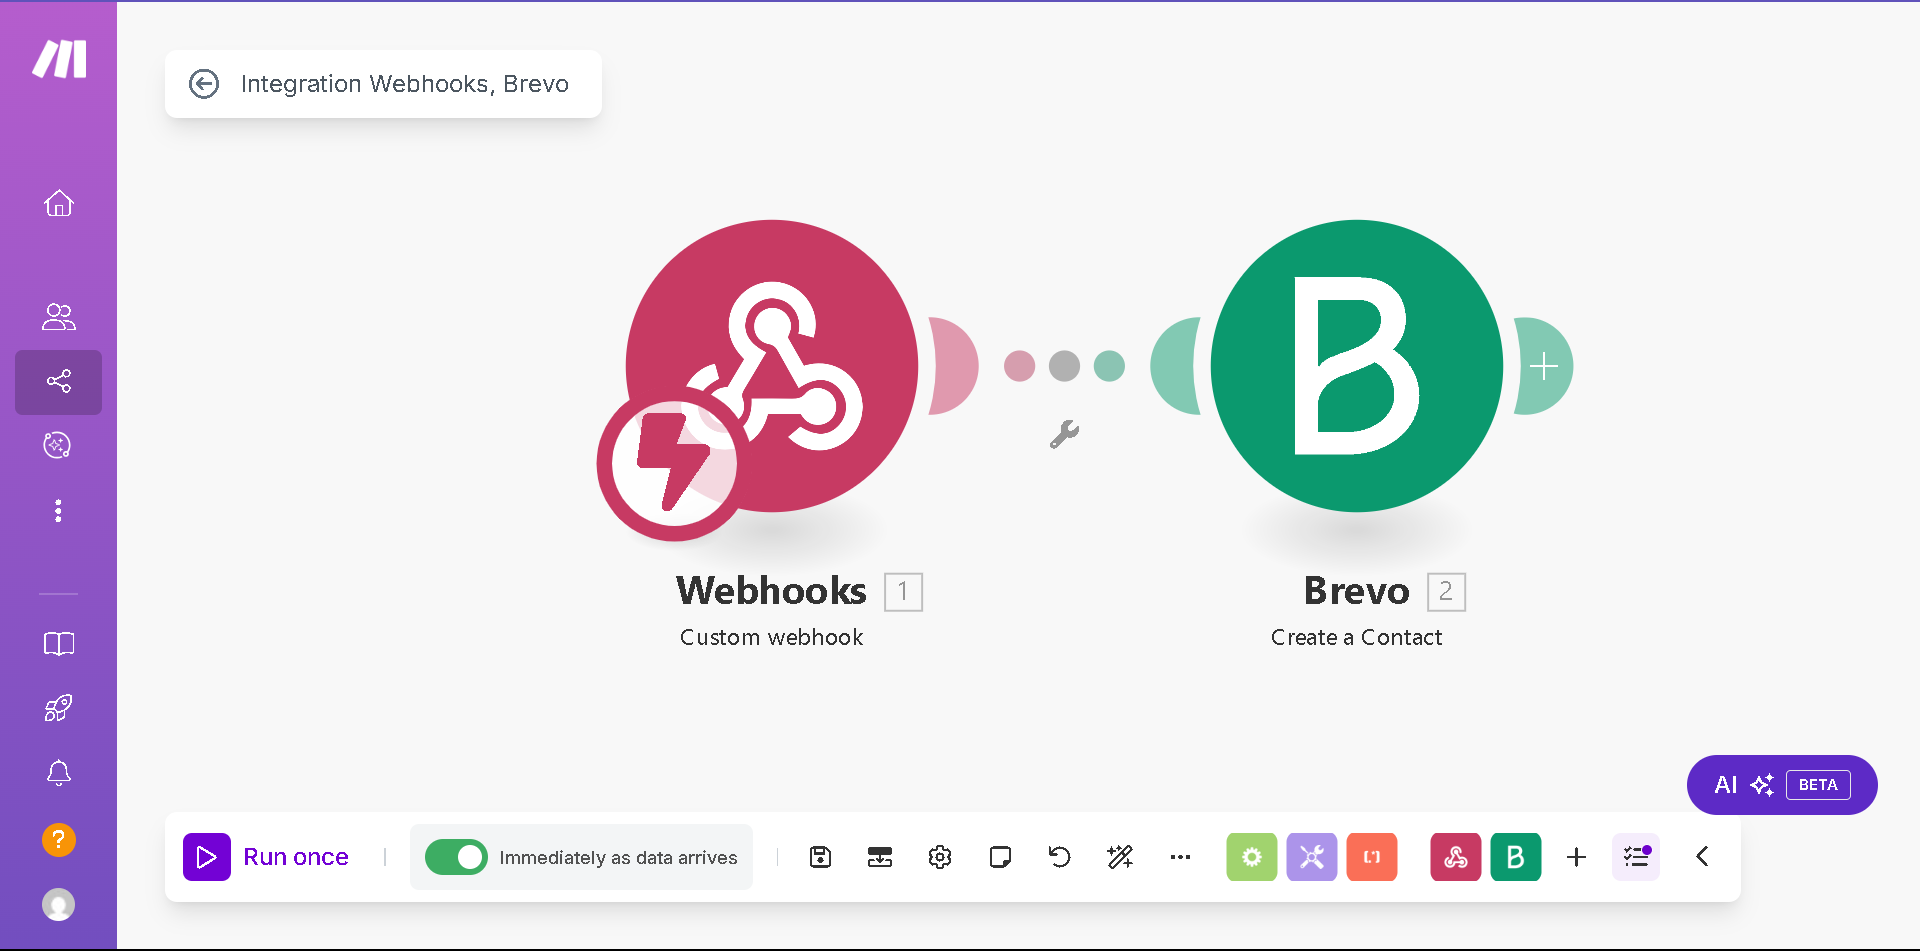 Integration Webhooks, Brevo
Webhooks 1
Custom webhook
Brevo 2
Create a Contact
AI BETA
?
Run once
Immediately as data arrives